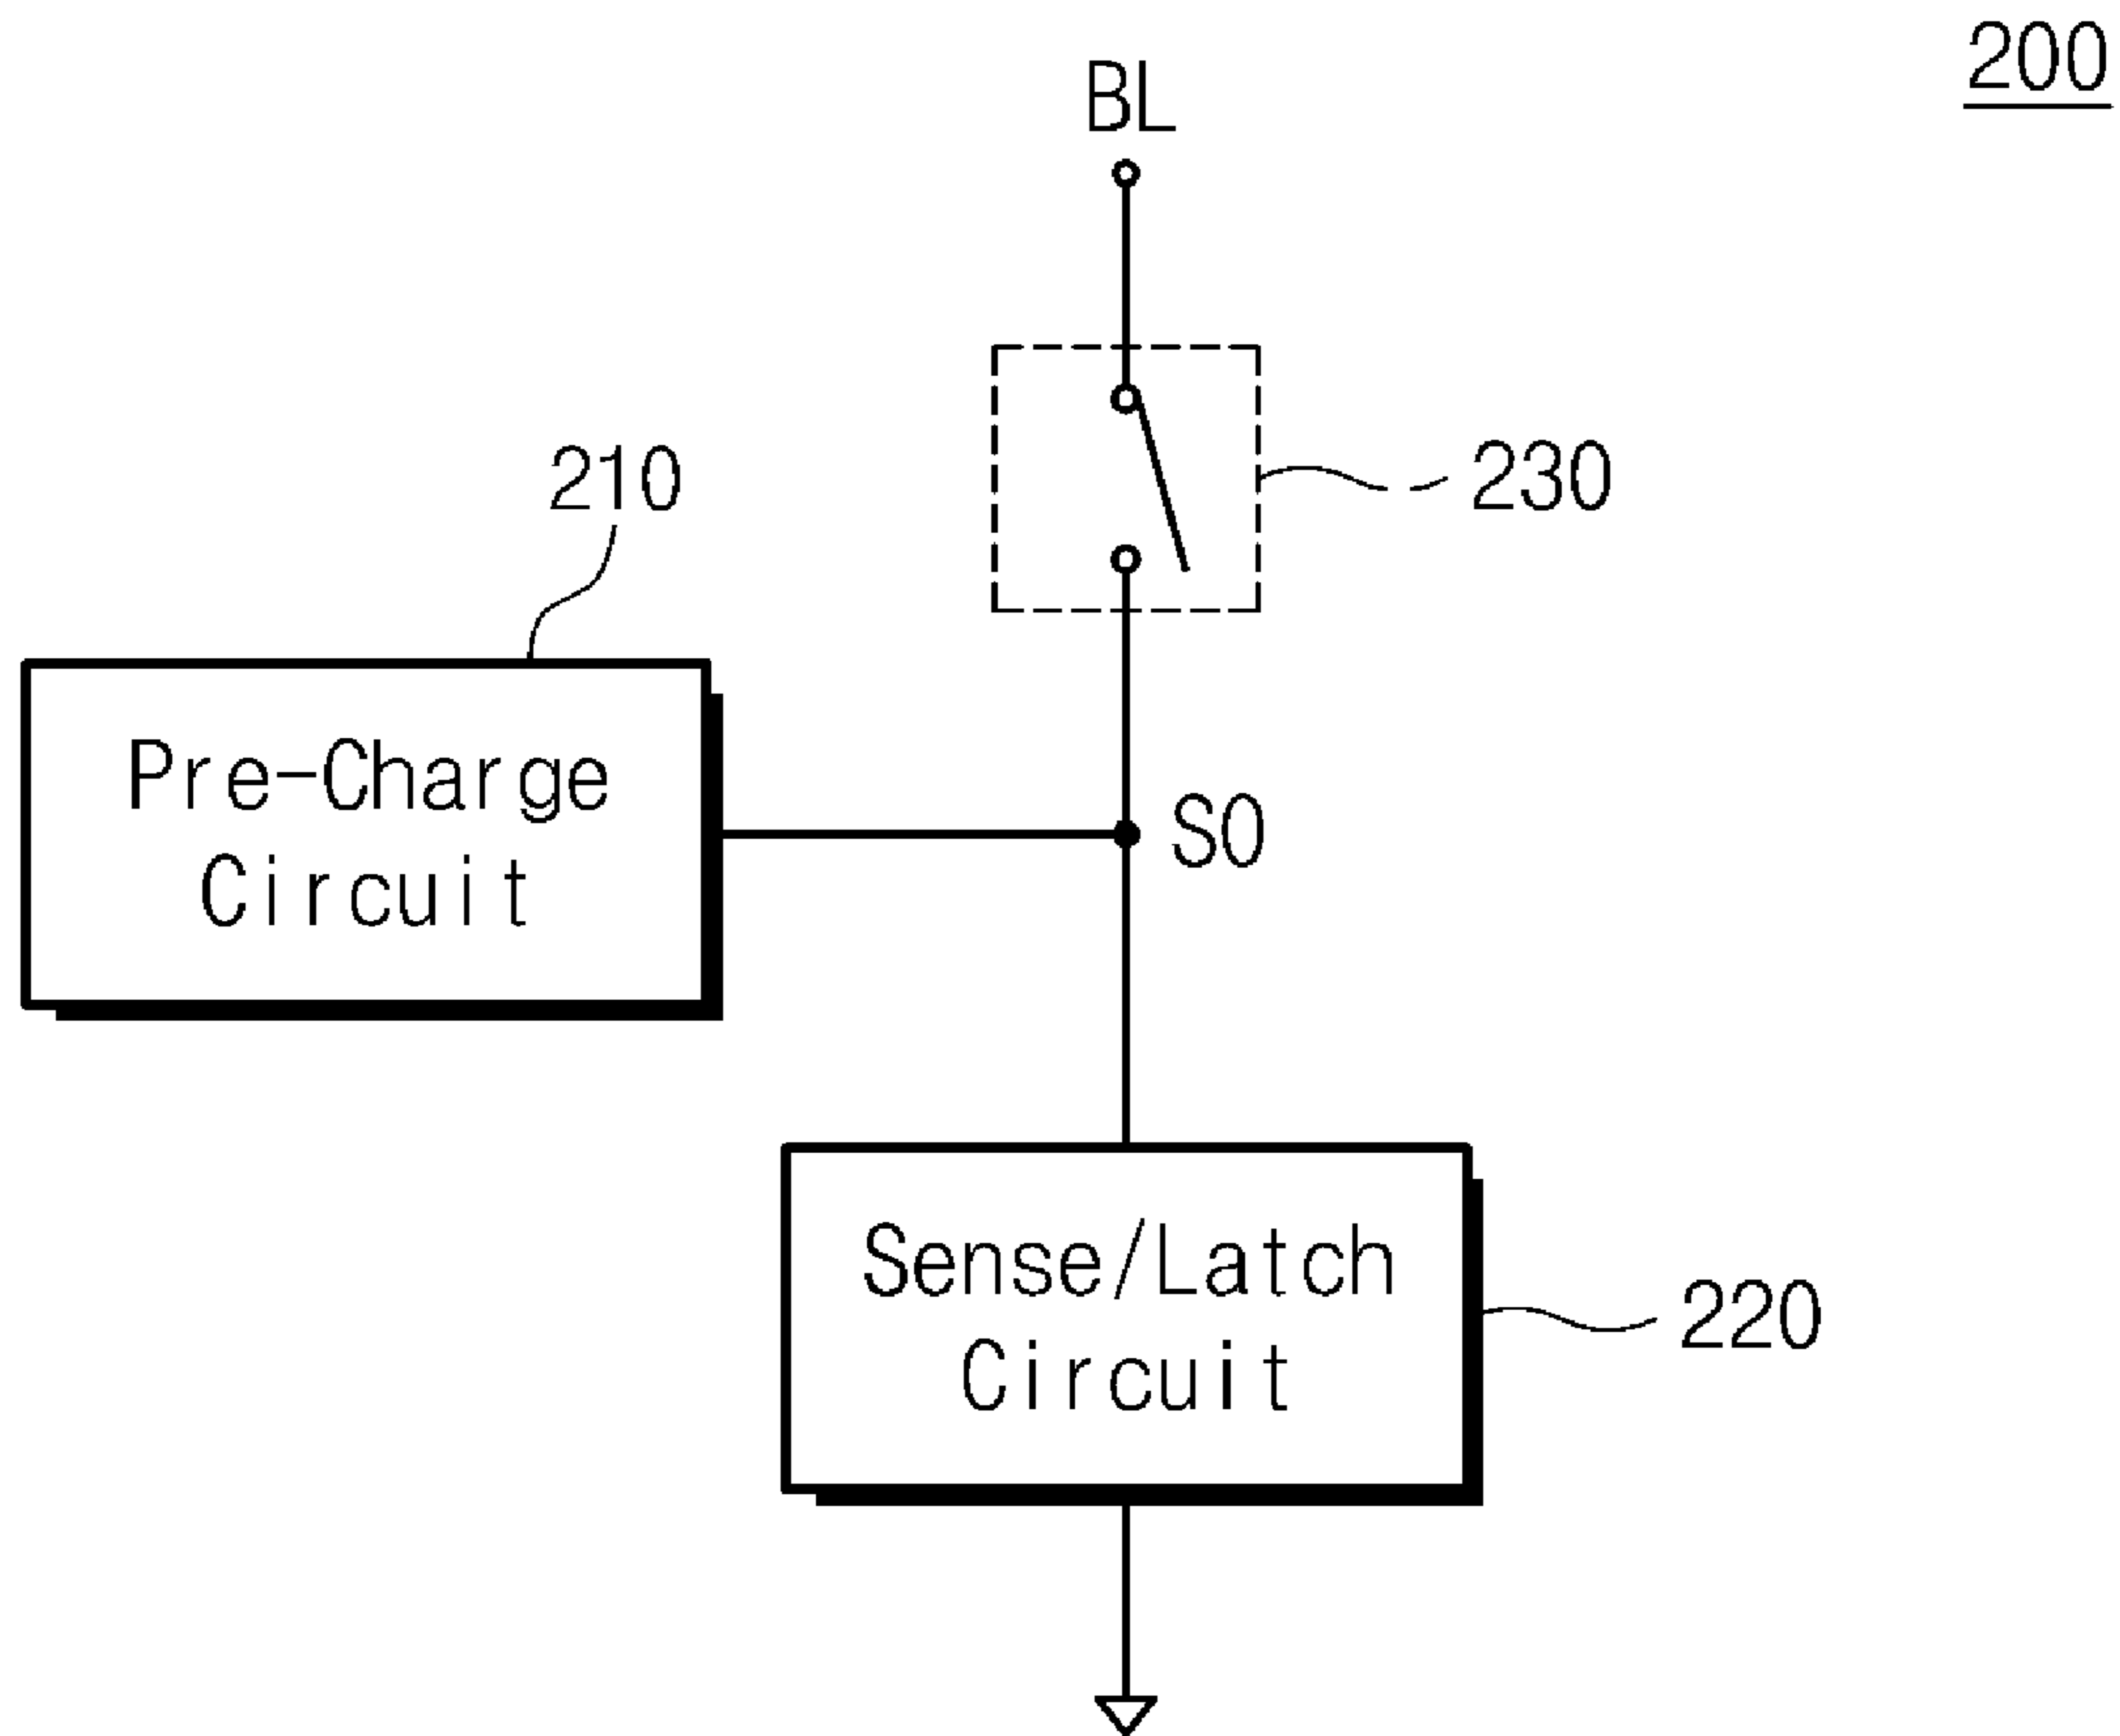 200
BL
210
230
Pre-Charge
Circuit
SO
Sense/Latch
Circuit
220